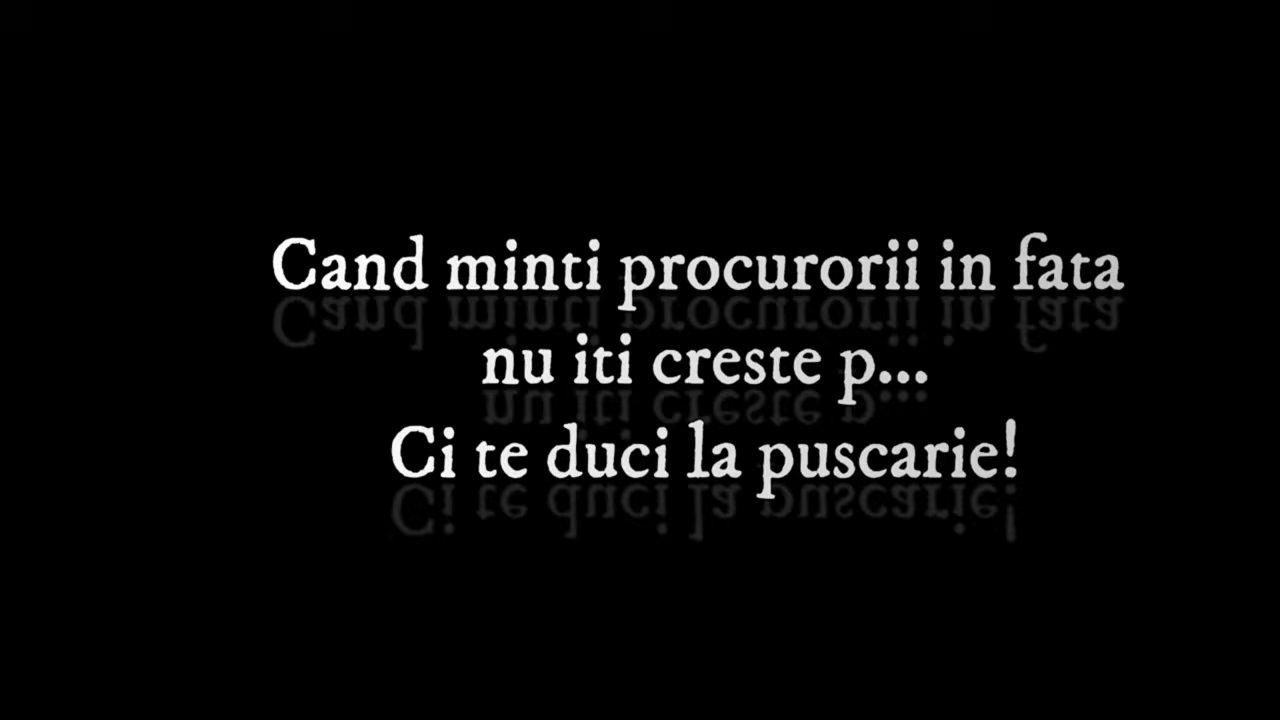 Cand minti procurorii in fata
nu iti creste p...
Ci te duci la puscarie!